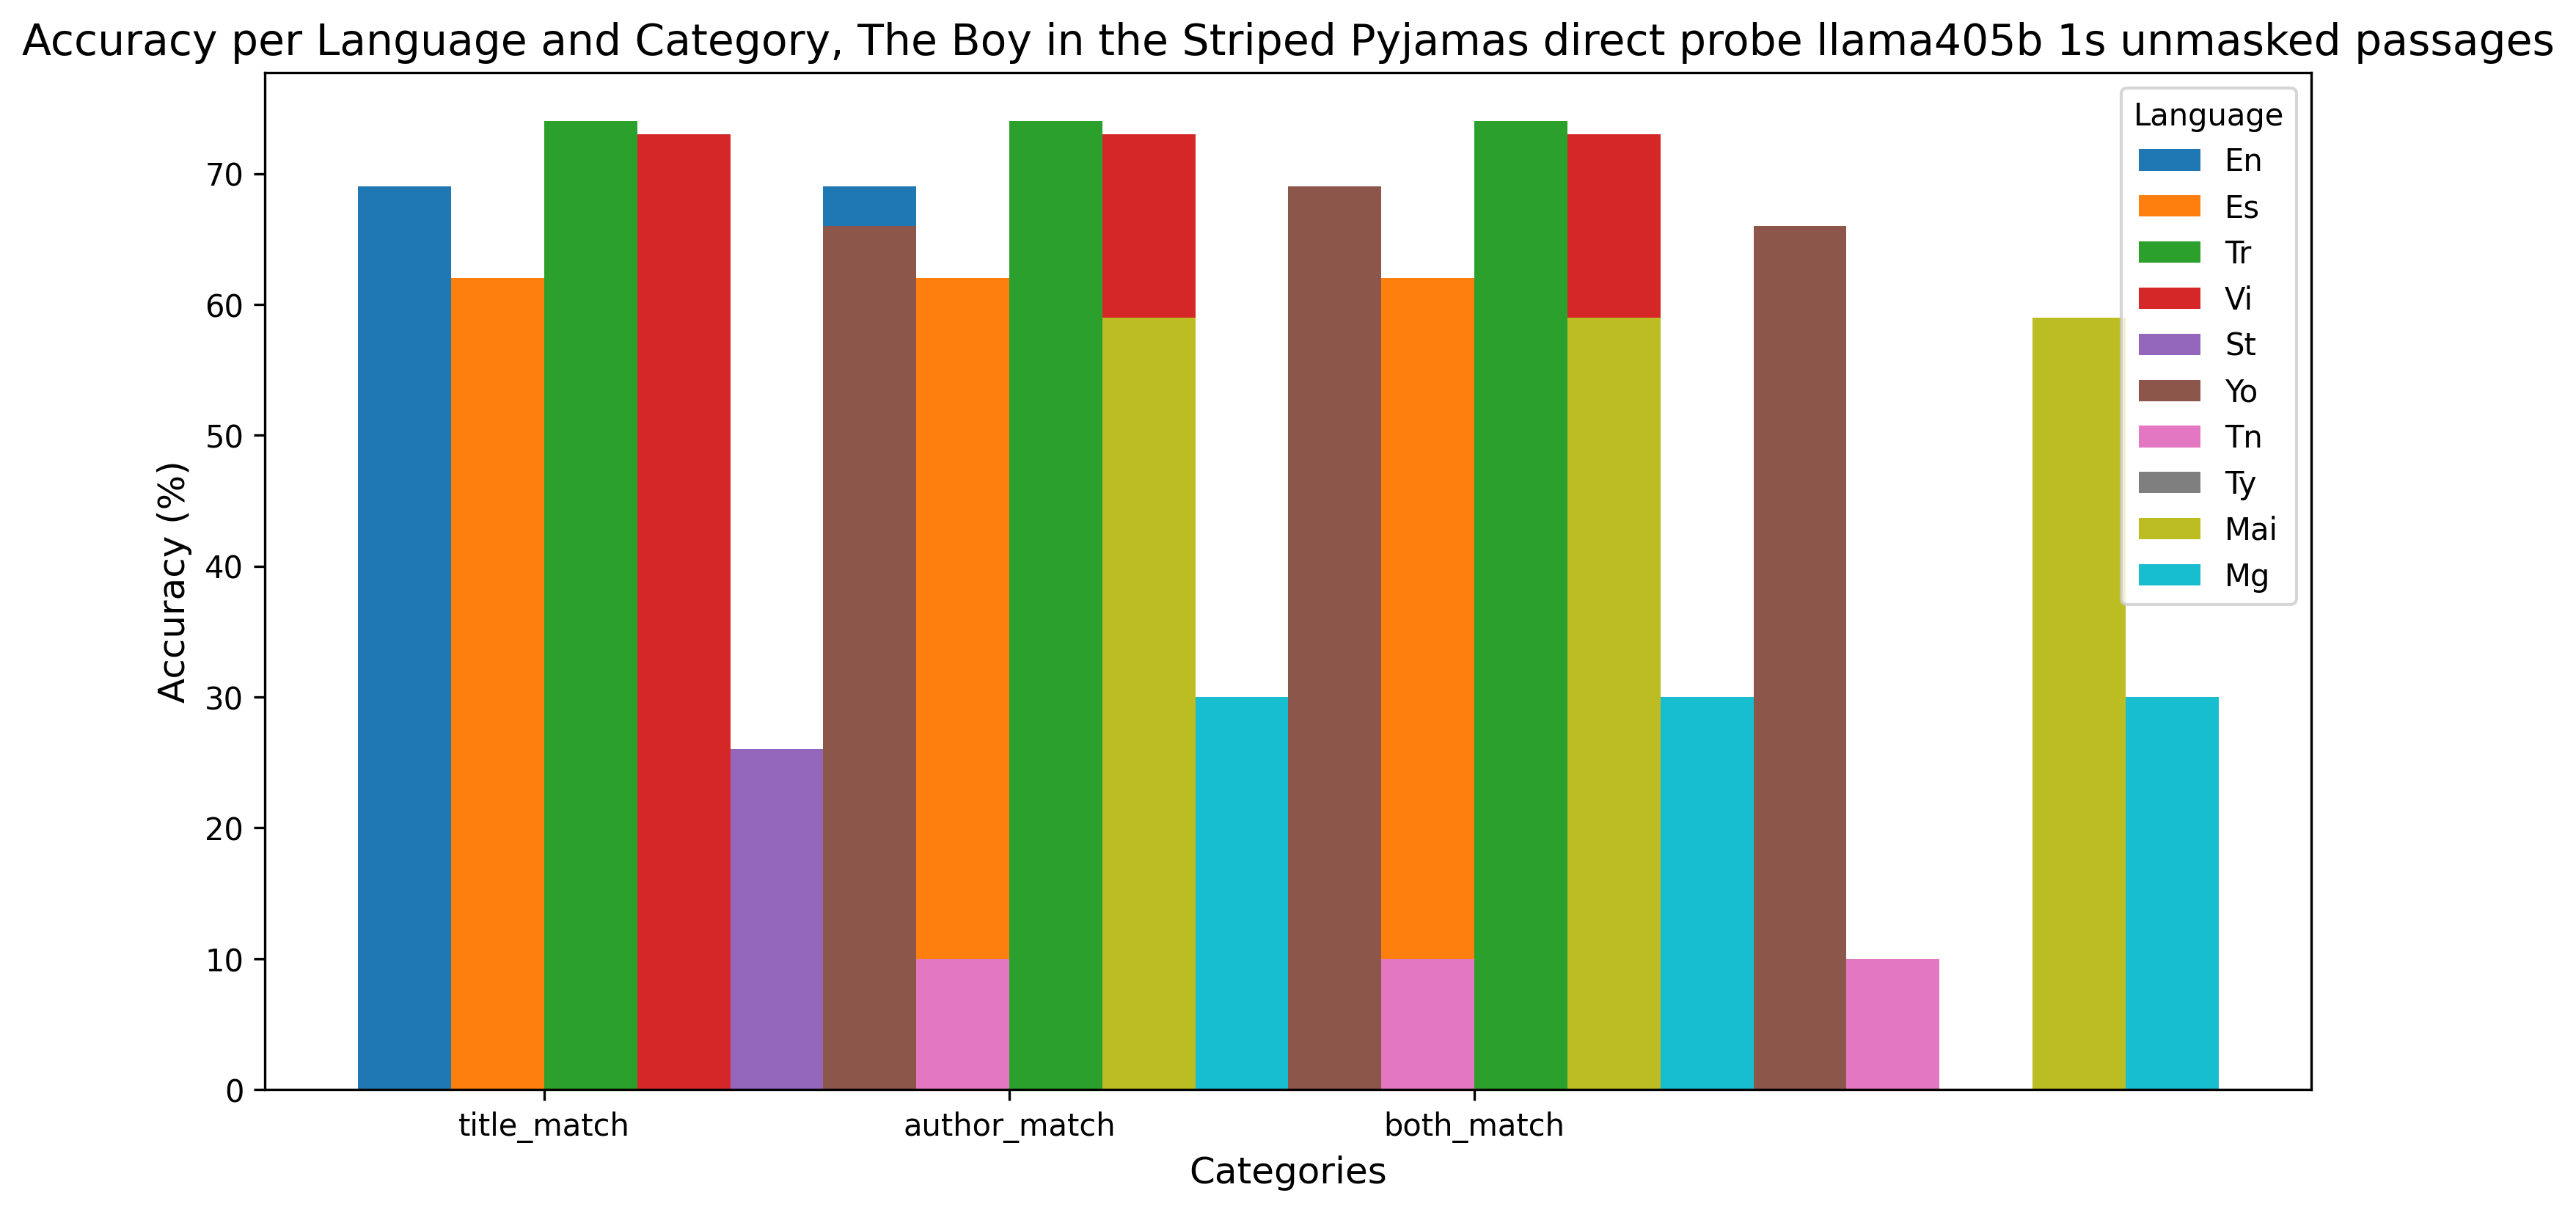 Accuracy per Language and Category, The Boy in the Striped Pyjamas direct probe llama405b 1s unmasked passages
Accuracy (%)
70
60
50
40
30
20
10
0
title_match author_match both_match
Categories
Language
En
Es
Tr
Vi
St
Yo
Tn
Ty
Mai
Mg